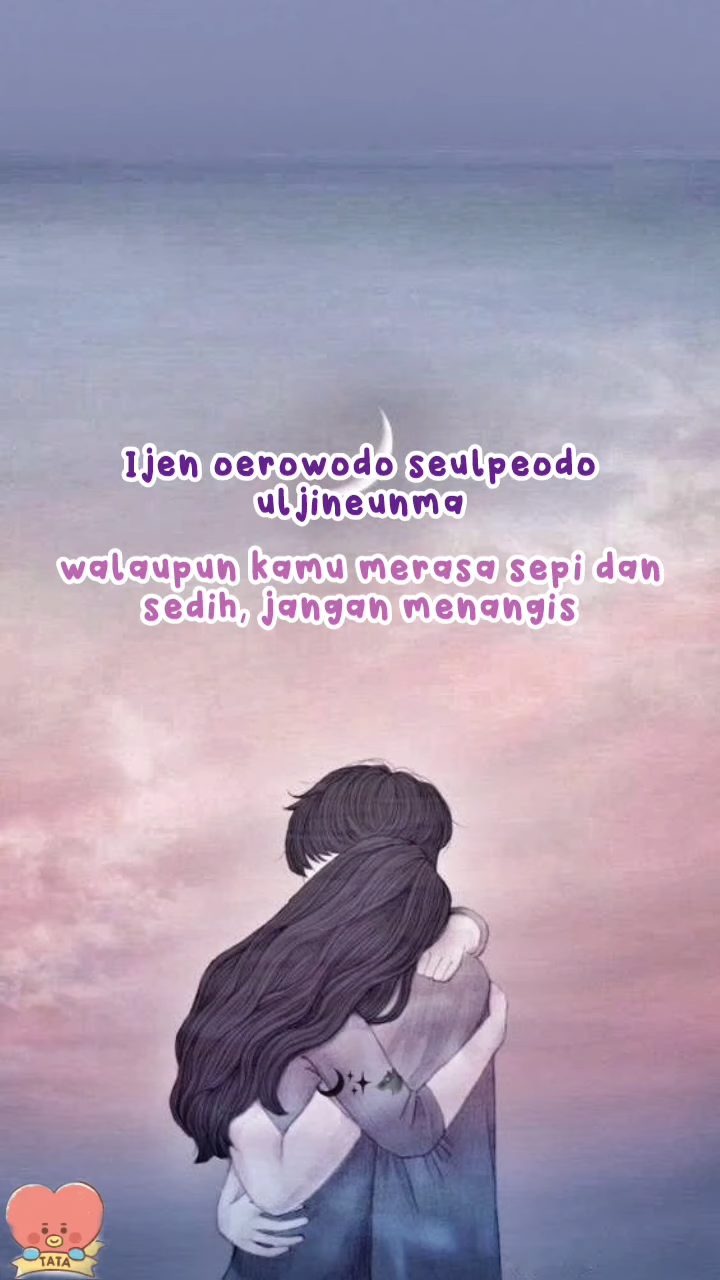 Ijen oerowodo seulpeodo
uljineunma
walaupun kamu merasa sepi dan
sedih, jangan menangis
TATA